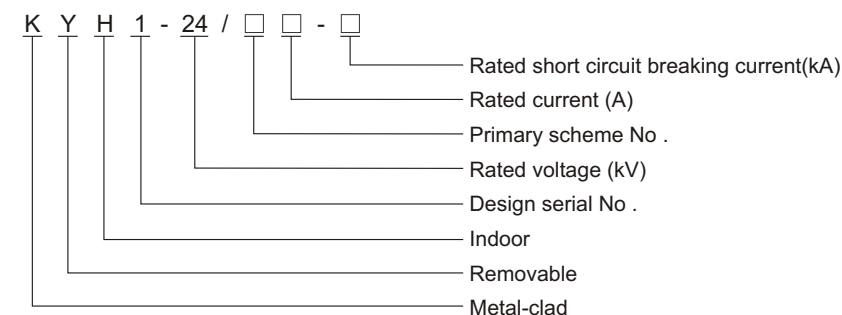 K Y H 1 - 24 / □ □ - □
Rated short circuit breaking current(kA)
Rated current (A)
Primary scheme No .
Rated voltage (kV)
Design serial No .
Indoor
Removable
Metal-clad